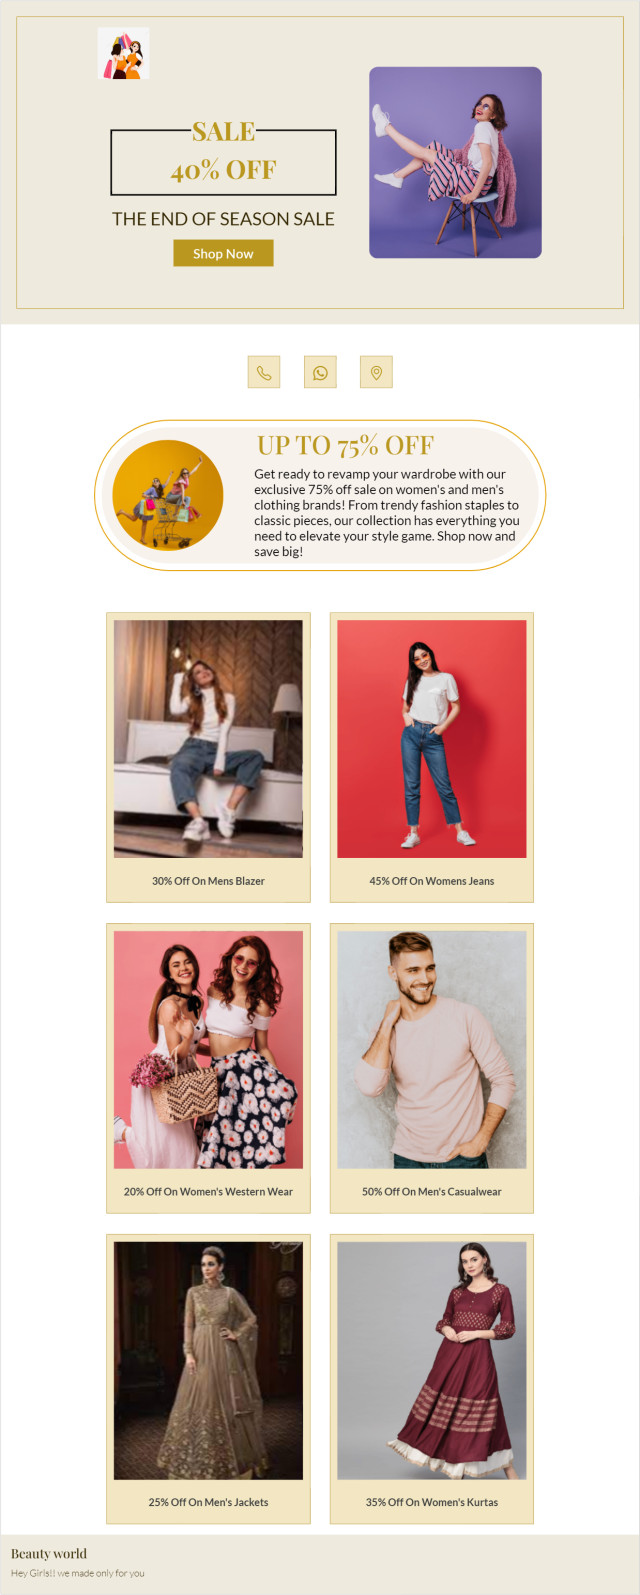 SALE
40% OFF
THE END OF SEASON SALE
Shop Now
UP TO 75% OFF
Get ready to revamp your wardrobe with our
exclusive 75% off sale on women's and men's
clothing brands! From trendy fashion staples to
classic pieces, our collection has everything you
need to elevate your style game. Shop now and
save big!
30% Off On Mens Blazer
45% Off On Womens Jeans
20% Off On Women's Western Wear
50% Off On Men's Casualwear
25% Off On Men's Jackets
35% Off On Women's Kurtas
Beauty world
Hey Girls!! we made only for you